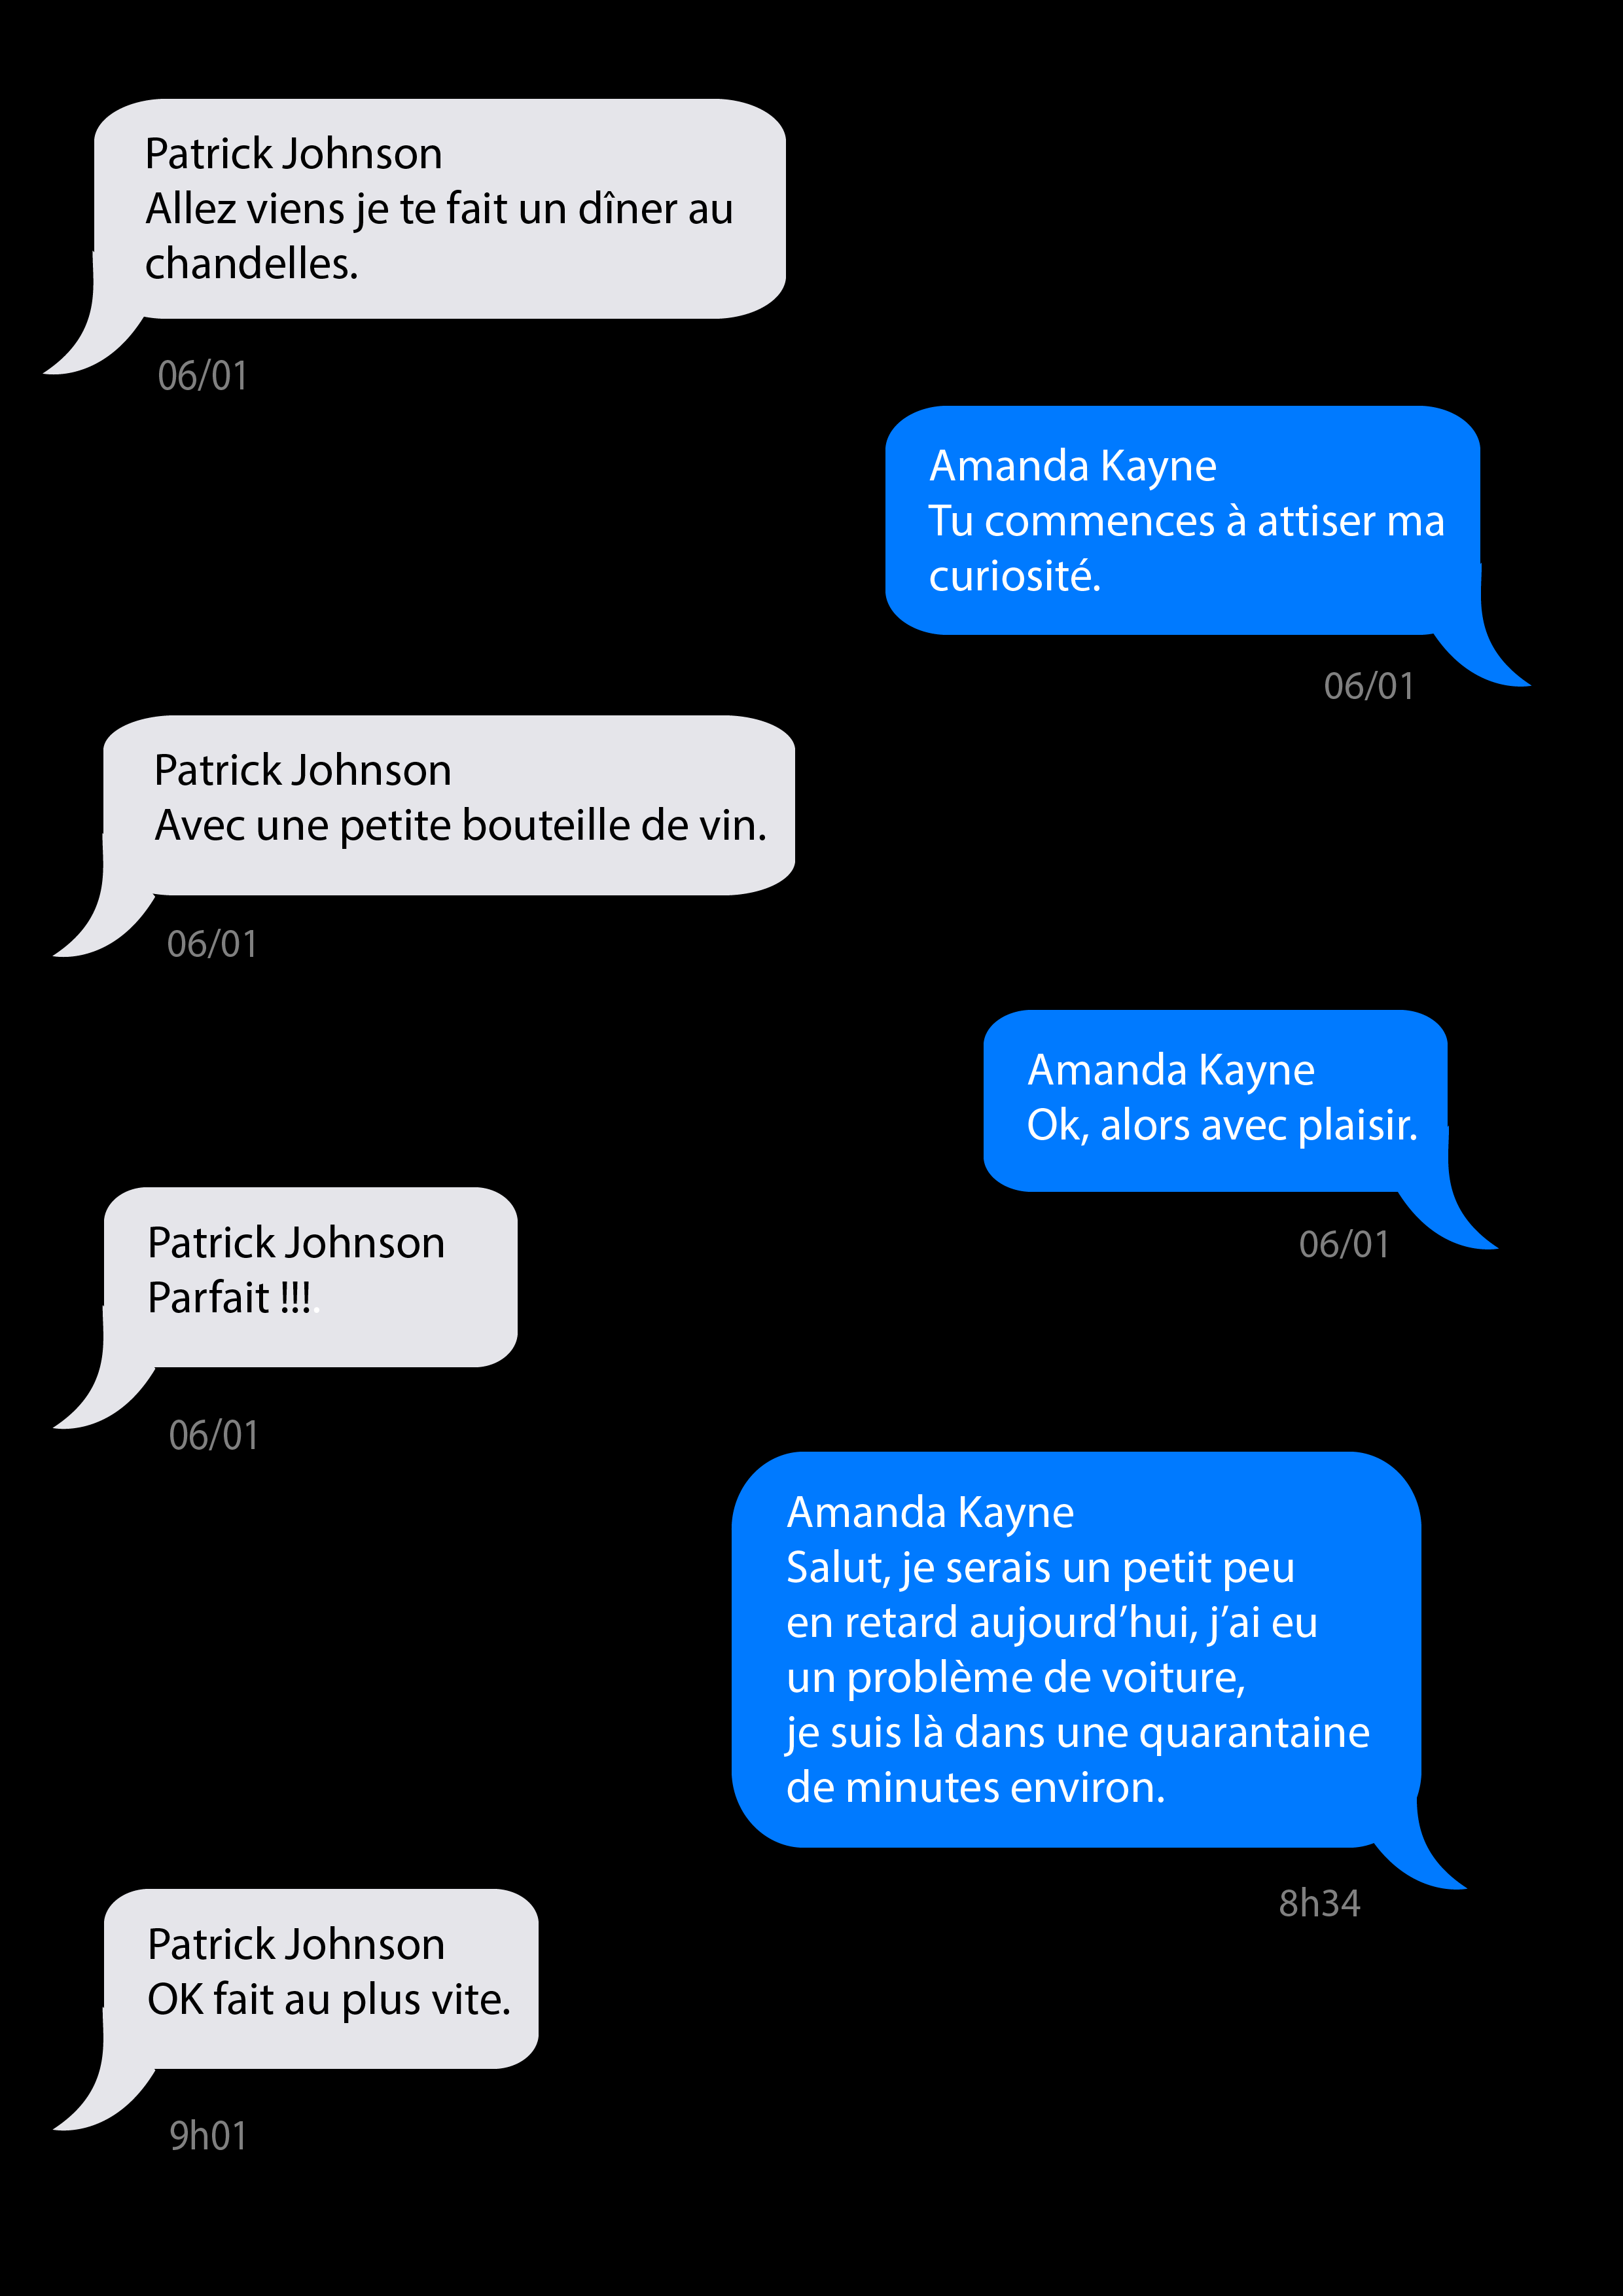 Patrick Johnson
Allez viens je te fait un dîner au
chandelles.
06/01
Amanda Kayne
Tu commences à attiser ma
curiosité.
06/01
Patrick Johnson
Avec une petite bouteille de vin.
06/01
Amanda Kayne
Ok, alors avec plaisir.
06/01
Patrick Johnson
Parfait !!!.
06/01
Amanda Kayne
Salut, je serais un petit peu
en retard aujourd’hui, j’ai eu
un problème de voiture,
je suis là dans une quarantaine
de minutes environ.
8h34
Patrick Johnson
OK fait au plus vite.
9h01